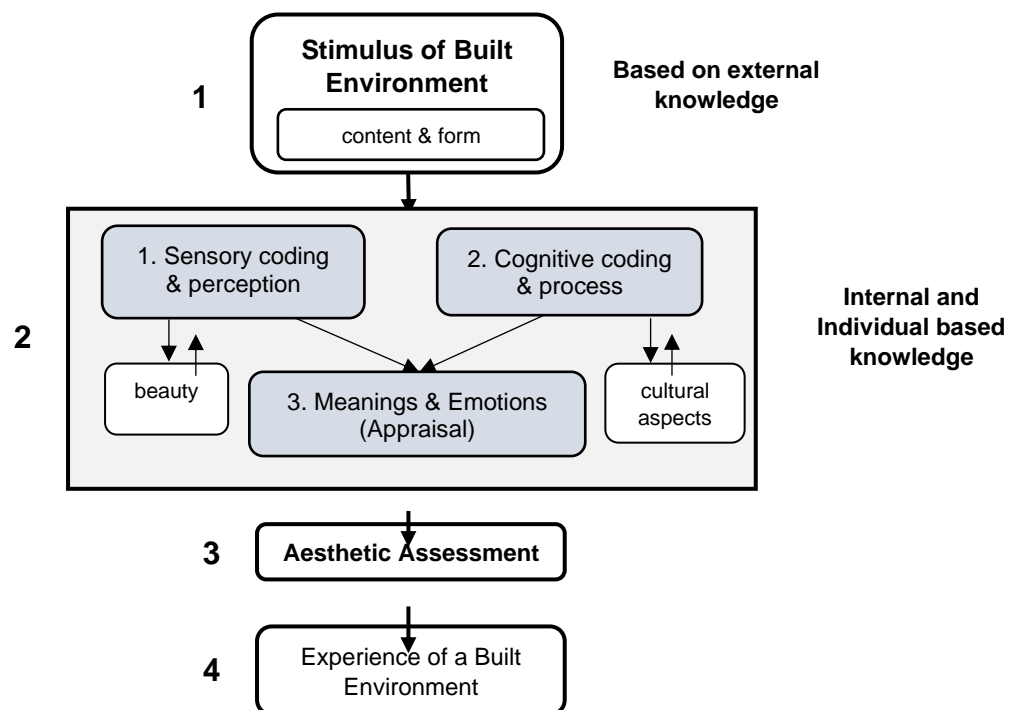 Stimulus of Built
Environment
content & form
1
Based on external
knowledge
1. Sensory coding
& perception
2. Cognitive coding
& process
2
Internal and
Individual based
knowledge
beauty
3. Meanings & Emotions
(Appraisal)
cultural
aspects
3
Aesthetic Assessment
4
Experience of a Built
Environment